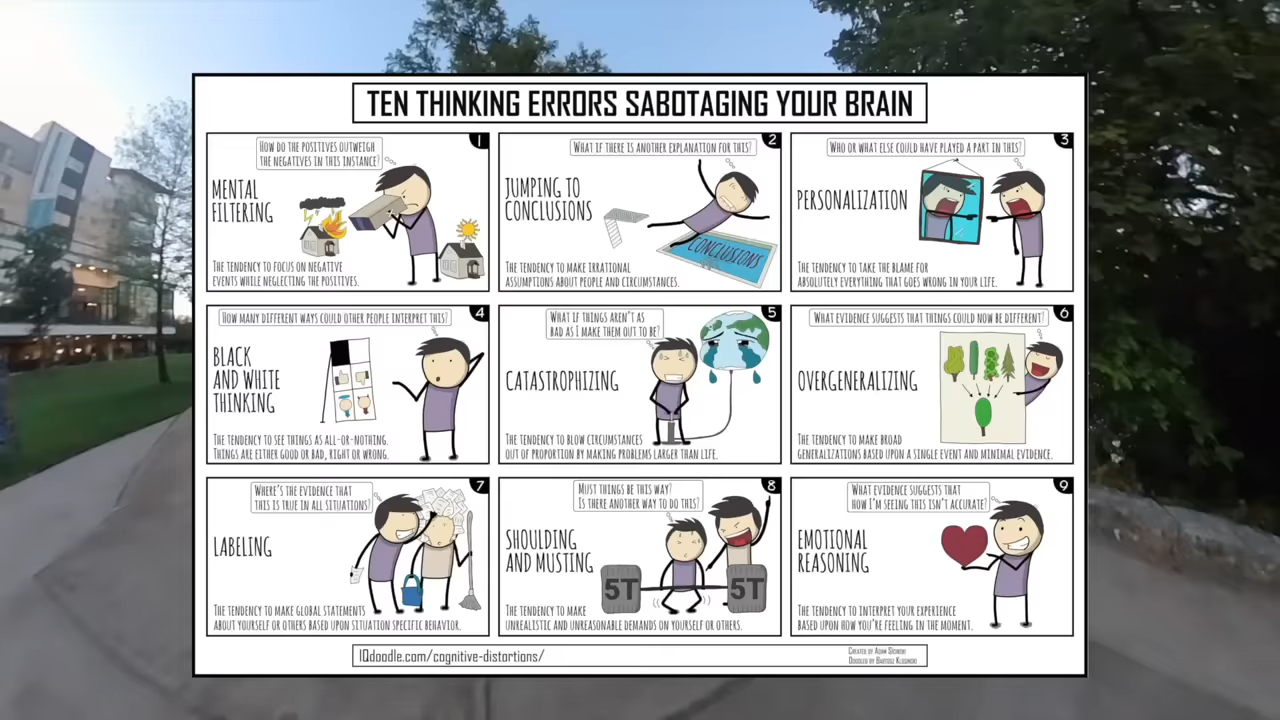 TEN THINKING ERRORS SABOTAGING YOUR BRAIN
1
HOW DO THE POSITIVES OUTWEIGH
THE NEGATIVES IN THIS INSTANCE?
MENTAL
FILTERING
THE TENDENCY TO FOCUS ON NEGATIVE
EVENTS WHILE NEGLECTING THE POSITIVES.
2
WHAT IF THERE IS ANOTHER EXPLANATION FOR THIS?
JUMPING TO
CONCLUSIONS
CONCLUSIONS
THE TENDENCY TO MAKE IRRATIONAL
ASSUMPTIONS ABOUT PEOPLE AND CIRCUMSTANCES.
3
WHO OR WHAT ELSE COULD HAVE PLAYED A PART IN THIS?
PERSONALIZATION
THE TENDENCY TO TAKE THE BLAME FOR
ABSOLUTELY EVERYTHING THAT GOES WRONG IN YOUR LIFE.
4
HOW MANY DIFFERENT WAYS COULD OTHER PEOPLE INTERPRET THIS?
BLACK
AND WHITE
THINKING
THE TENDENCY TO SEE THINGS AS ALL-OR-NOTHING.
THINGS ARE EITHER GOOD OR BAD, RIGHT OR WRONG.
5
WHAT IF THINGS AREN'T AS
BAD AS I MAKE THEM OUT TO BE?
CATASTROPHIZING
THE TENDENCY TO BLOW CIRCUMSTANCES
OUT OF PROPORTION BY MAKING PROBLEMS LARGER THAN LIFE.
6
WHAT EVIDENCE SUGGESTS THAT THINGS COULD NOW BE DIFFERENT?
OVERGENERALIZING
THE TENDENCY TO MAKE BROAD
GENERALIZATIONS BASED UPON A SINGLE EVENT AND MINIMAL EVIDENCE.
7
WHERE'S THE EVIDENCE THAT
THIS IS TRUE IN ALL SITUATIONS?
LABELING
THE TENDENCY TO MAKE GLOBAL STATEMENTS
ABOUT YOURSELF OR OTHERS BASED UPON SITUATION SPECIFIC BEHAVIOR.
8
MUST THINGS BE THIS WAY?
IS THERE ANOTHER WAY TO DO THIS?
SHOULDING
AND MUSTING
5T
5T
THE TENDENCY TO MAKE
UNREALISTIC AND UNREASONABLE DEMANDS ON YOURSELF OR OTHERS.
9
WHAT EVIDENCE SUGGESTS THAT
HOW I'M SEEING THIS ISN'T ACCURATE?
EMOTIONAL
REASONING
THE TENDENCY TO INTERPRET YOUR EXPERIENCE
BASED UPON HOW YOU'RE FEELING IN THE MOMENT.
IQdoodle.com/cognitive-distortions/
CREATED BY ADAM
DOODLED BY BARTOSZ